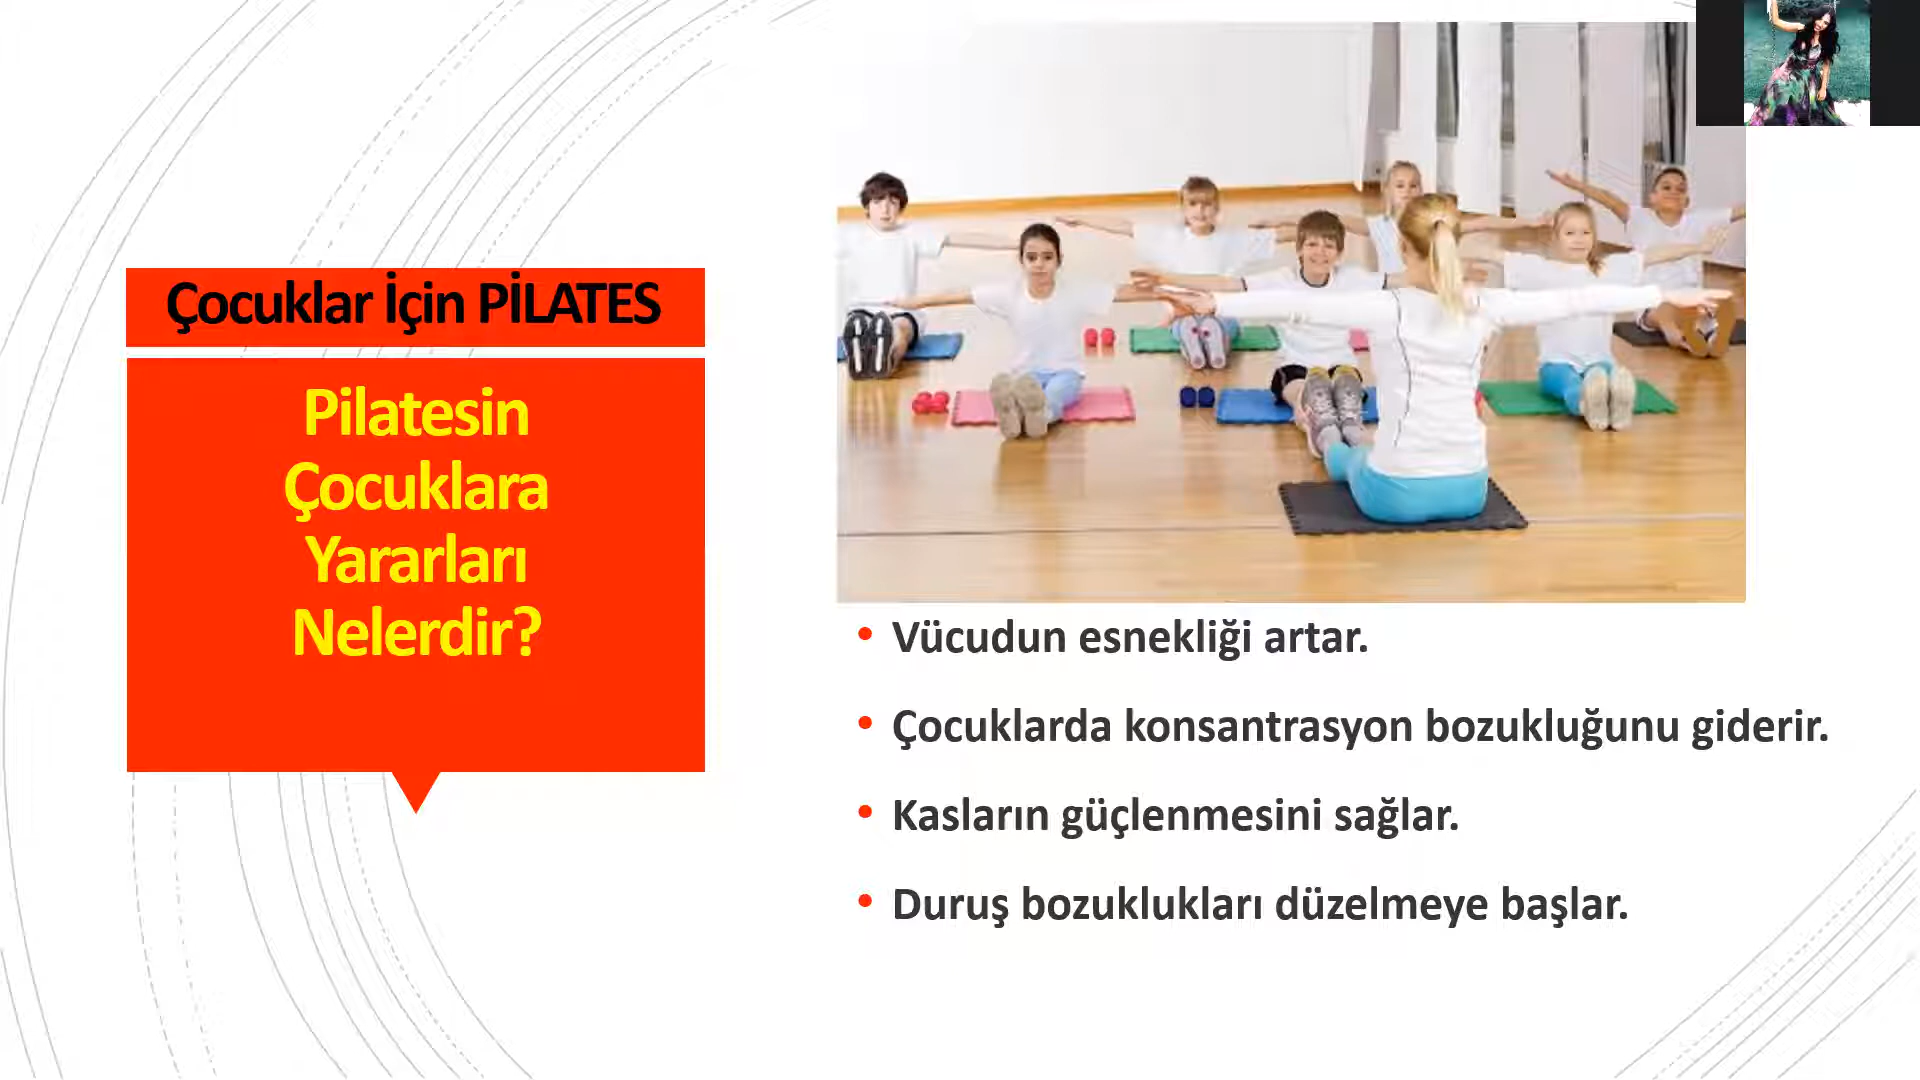 Çocuklar İçin PİLATES
Pilatesin
Çocuklara
Yararları
Nelerdir?
• Vücudun esnekliği artar.
• Çocuklarda konsantrasyon bozukluğunu giderir.
• Kasların güçlenmesini sağlar.
• Duruş bozuklukları düzelmeye başlar.